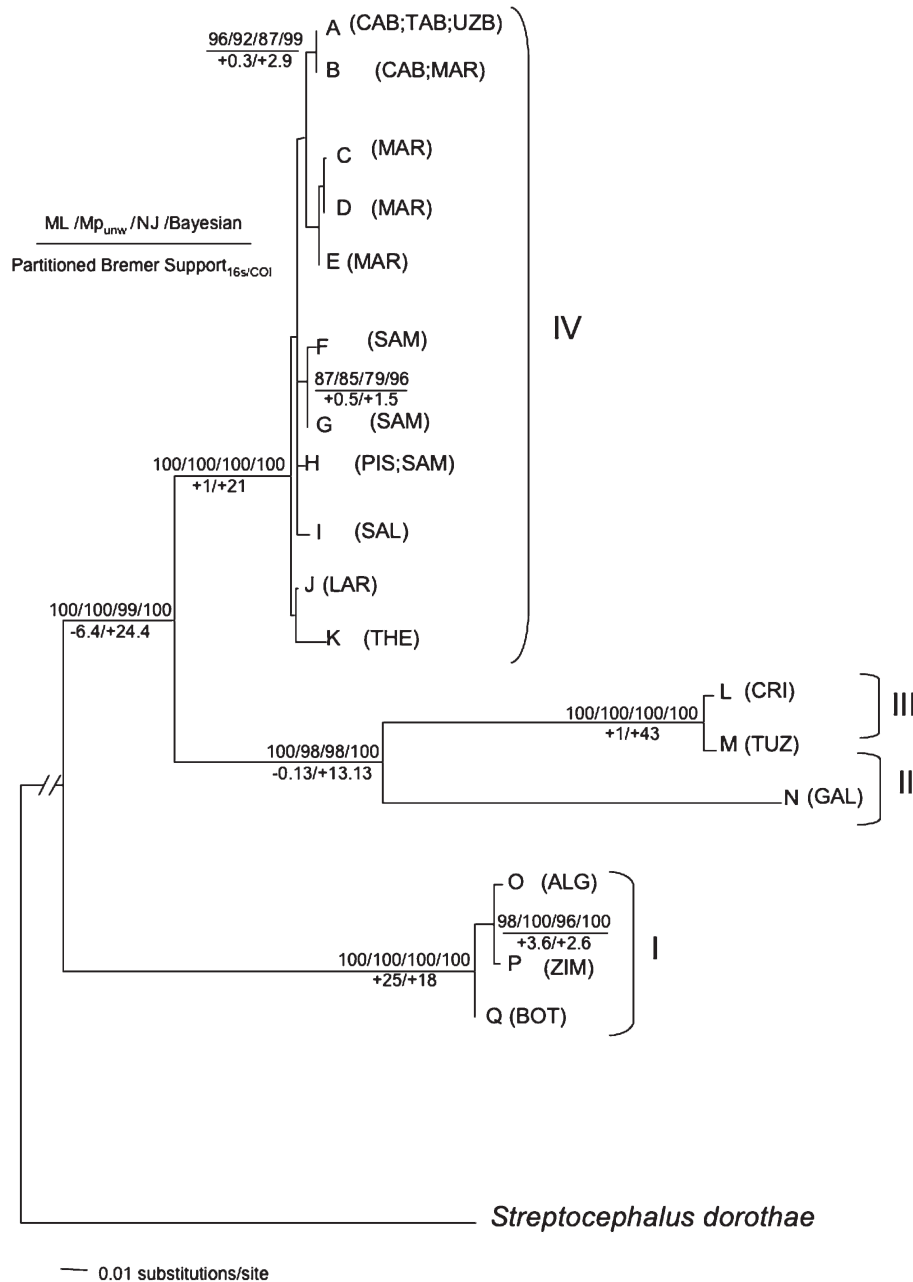 A (CAB;TAB;UZB)
96/92/87/99
+0.3/+2.9
B (CAB;MAR)
C (MAR)
D (MAR)
ML /Mpunw /NJ /Bayesian
Partitioned Bremer Support16s/COI
E (MAR)
IV
F (SAM)
87/85/79/96
+0.5/+1.5
G (SAM)
H (PIS;SAM)
100/100/100/100
+1/+21
I (SAL)
J (LAR)
100/100/99/100
-6.4/+24.4
K (THE)
L (CRI)
100/100/100/100
+1/+43
III
M (TUZ)
100/98/98/100
-0.13/+13.13
II
N (GAL)
O (ALG)
98/100/96/100
+3.6/+2.6
I
P (ZIM)
100/100/100/100
+25/+18
Q (BOT)
Streptocephalus dorothae
0.01 substitutions/site